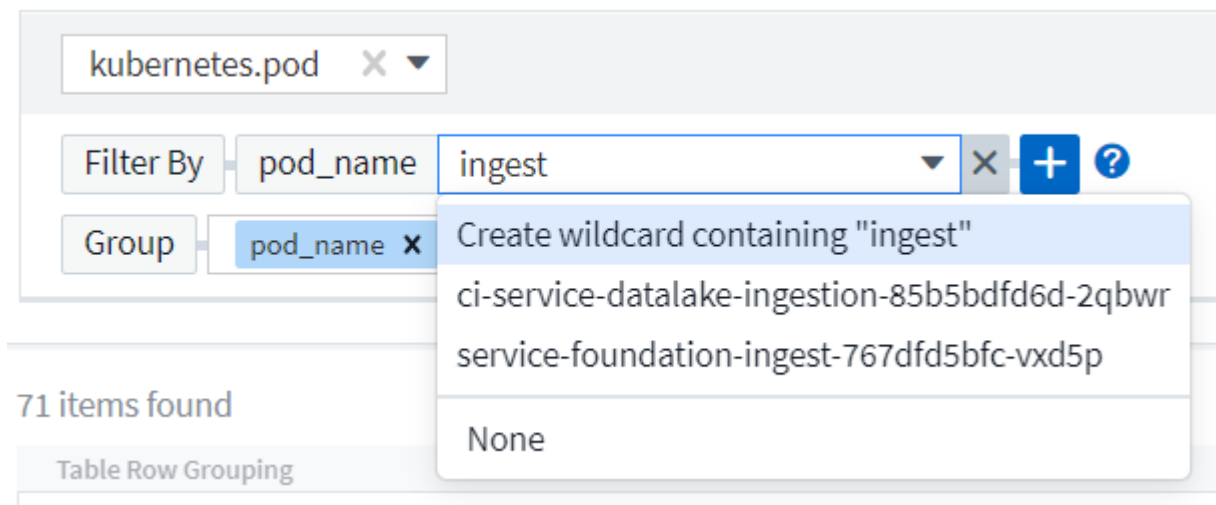 kubernetes.pod
Filter By pod_name ingest
Group pod_name
Create wildcard containing "ingest"
ci-service-datalake-ingestion-85b5bdfd6d-2qbwr
service-foundation-ingest-767dfd5bfc-vxd5p
None
71 items found
Table Row Grouping